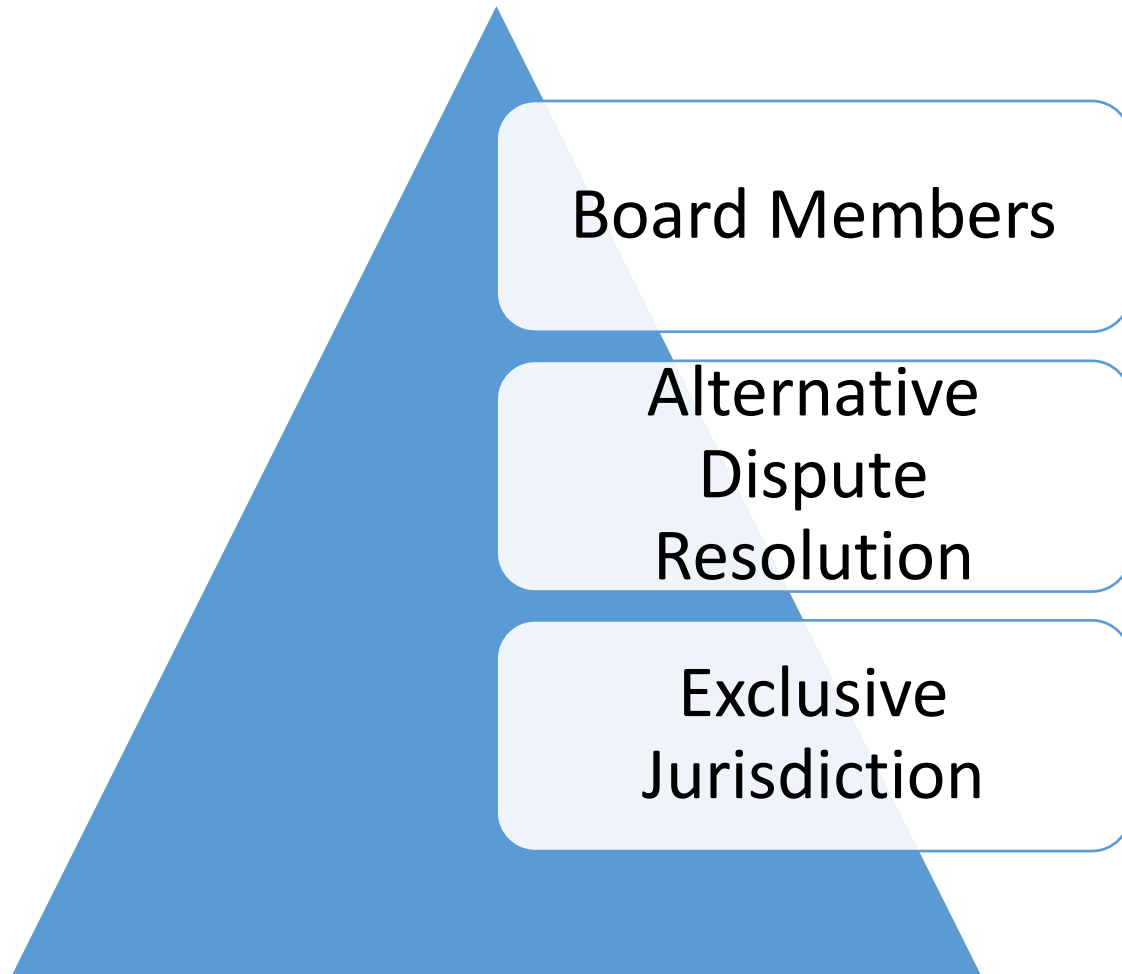 Board Members
Alternative
Dispute
Resolution
Exclusive
Jurisdiction